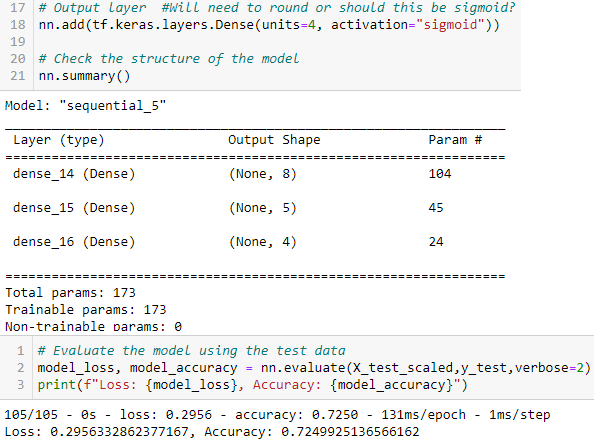 17 # Output layer  #Will need to round or should this be sigmoid?
18 nn.add(tf.keras.layers.Dense(units=4, activation="sigmoid"))
19
20 # Check the structure of the model
21 nn.summary()
Model: "sequential_5"
_________________________________________________________________
Layer (type) Output Shape Param #
=================================================================
dense_14 (Dense) (None, 8) 104
dense_15 (Dense) (None, 5) 45
dense_16 (Dense) (None, 4) 24
=================================================================
Total params: 173
Trainable params: 173
Non-trainable params: 0
1 # Evaluate the model using the test data
2 model_loss, model_accuracy = nn.evaluate(X_test_scaled,y_test,verbose=2)
3 print(f"Loss: {model_loss}, Accuracy: {model_accuracy}")
105/105 - 0s - loss: 0.2956 - accuracy: 0.7250 - 131ms/epoch - 1ms/step
Loss: 0.2956332862377167, Accuracy: 0.7249925136566162